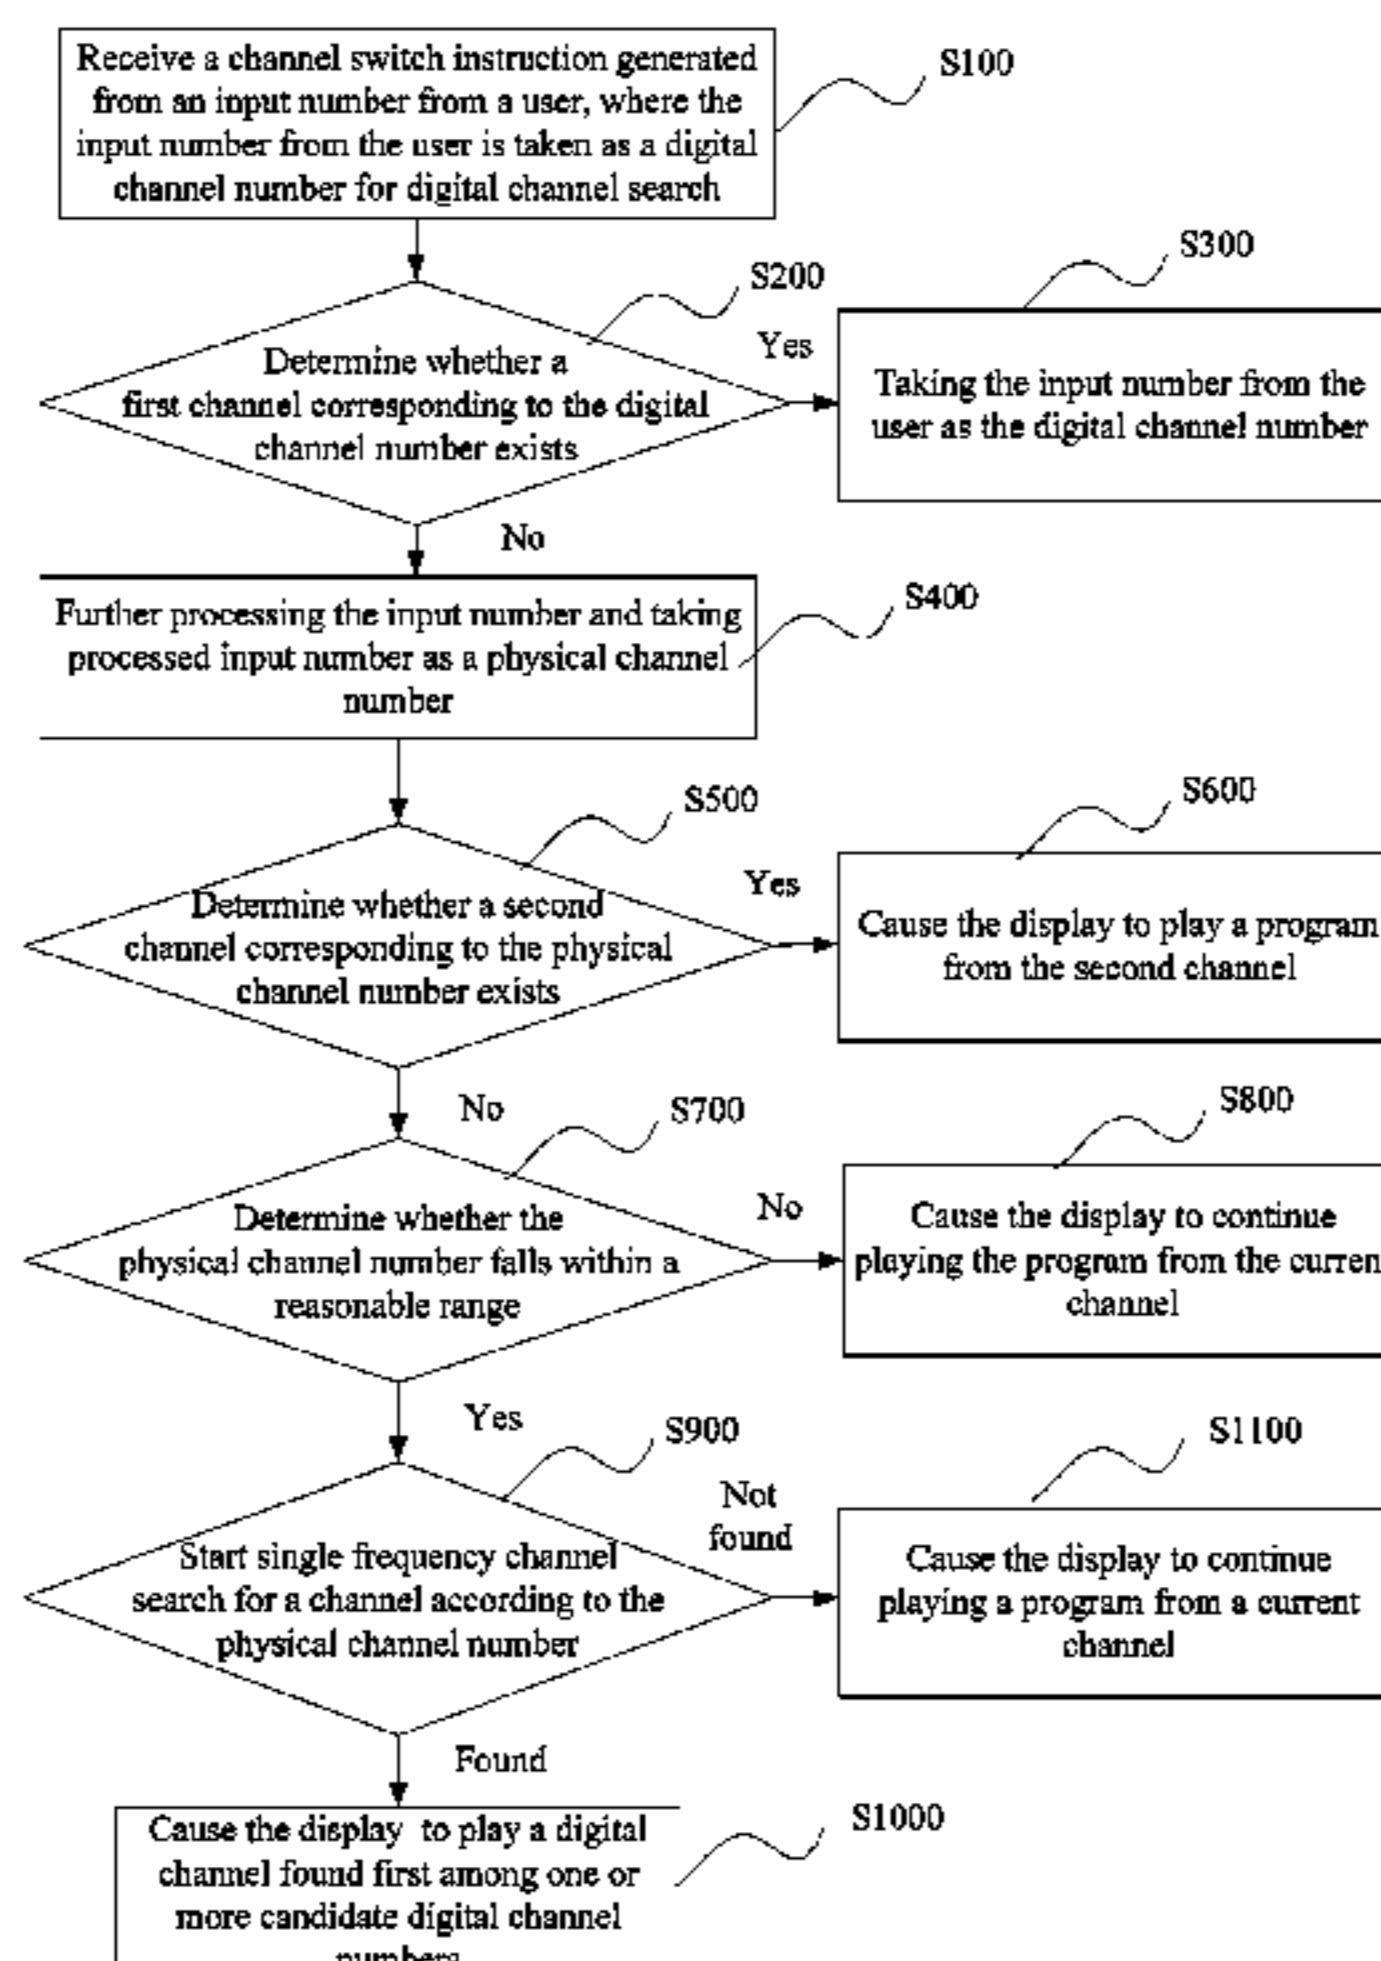 Receive a channel switch instruction generated
from an input number from a user, where the
input number from the user is taken as a digital
channel number for digital channel search
S100
S200
S300
Determine whether a
first channel corresponding to the digital
channel number exists
Yes
Taking the input number from the
user as the digital channel number
No
Further processing the input number and taking
processed input number as a physical channel
number
S400
S500
S600
Determine whether a second
channel corresponding to the physical
channel number exists
Yes
Cause the display to play a program
from the second channel
No
S700
S800
Determine whether the
physical channel number falls within a
reasonable range
No
Cause the display to continue
playing the program from the curren
channel
Yes
S900
S1100
Start single frequency channel
search for a channel according to the
physical channel number
Not
found
Cause the display to continue
playing a program from a current
channel
Found
S1000
Cause the display to play a digital
channel found first among one or
more candidate digital channel
numbers